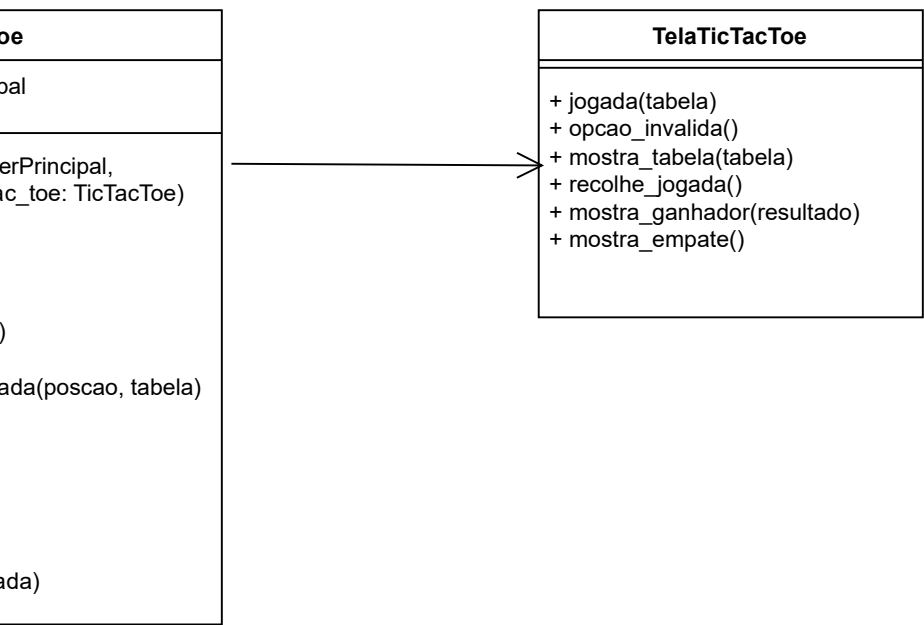 oe
pal
erPrincipal,
ac_toe: TicTacToe)
)
ada(poscao, tabela)
ada)
TelaTicTacToe
+ jogada(tabela)
+ opcao_invalida()
+ mostra_tabela(tabela)
+ recolhe_jogada()
+ mostra_ganhador(resultado)
+ mostra_empate()